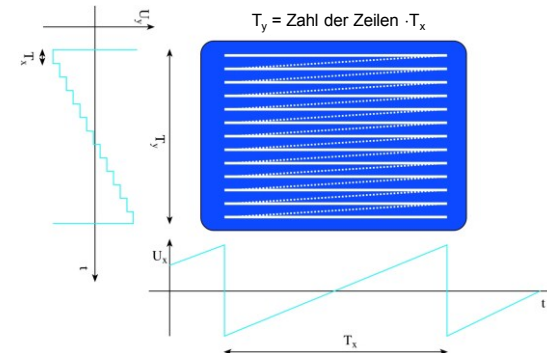 T_y = Zahl der Zeilen ·T_x
U_y
T_x
T_y
t
U_x
t
T_x